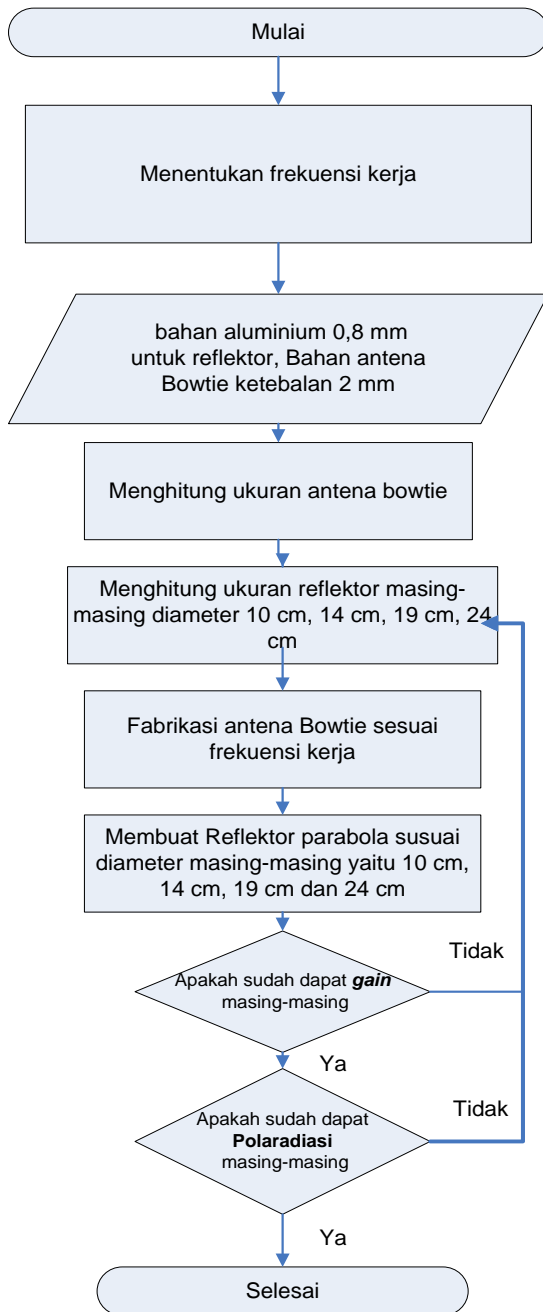 Mulai
Menentukan frekuensi kerja
bahan aluminium 0,8 mm
untuk reflektor, Bahan antena
Bowtie ketebalan 2 mm
Menghitung ukuran antena bowtie
Menghitung ukuran reflektor masing-
masing diameter 10 cm, 14 cm, 19 cm, 24
cm
Fabrikasi antena Bowtie sesuai
frekuensi kerja
Membuat Reflektor parabola susuai
diameter masing-masing yaitu 10 cm,
14 cm, 19 cm dan 24 cm
Apakah sudah dapat gain
masing-masing
Tidak
Ya
Apakah sudah dapat
Polaradiasi
masing-masing
Tidak
Ya
Selesai